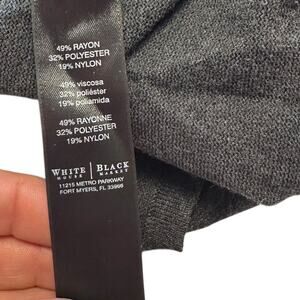 49% RAYON
32% POLYESTER
19% NYLON
49% viscosa
32% poliéster
19% poliamida
49% RAYONNE
32% POLYESTER
19% NYLON
WHITE | BLACK
HOUSE MARKET
11215 METRO PARKWAY
FORT MYERS, FL 33966